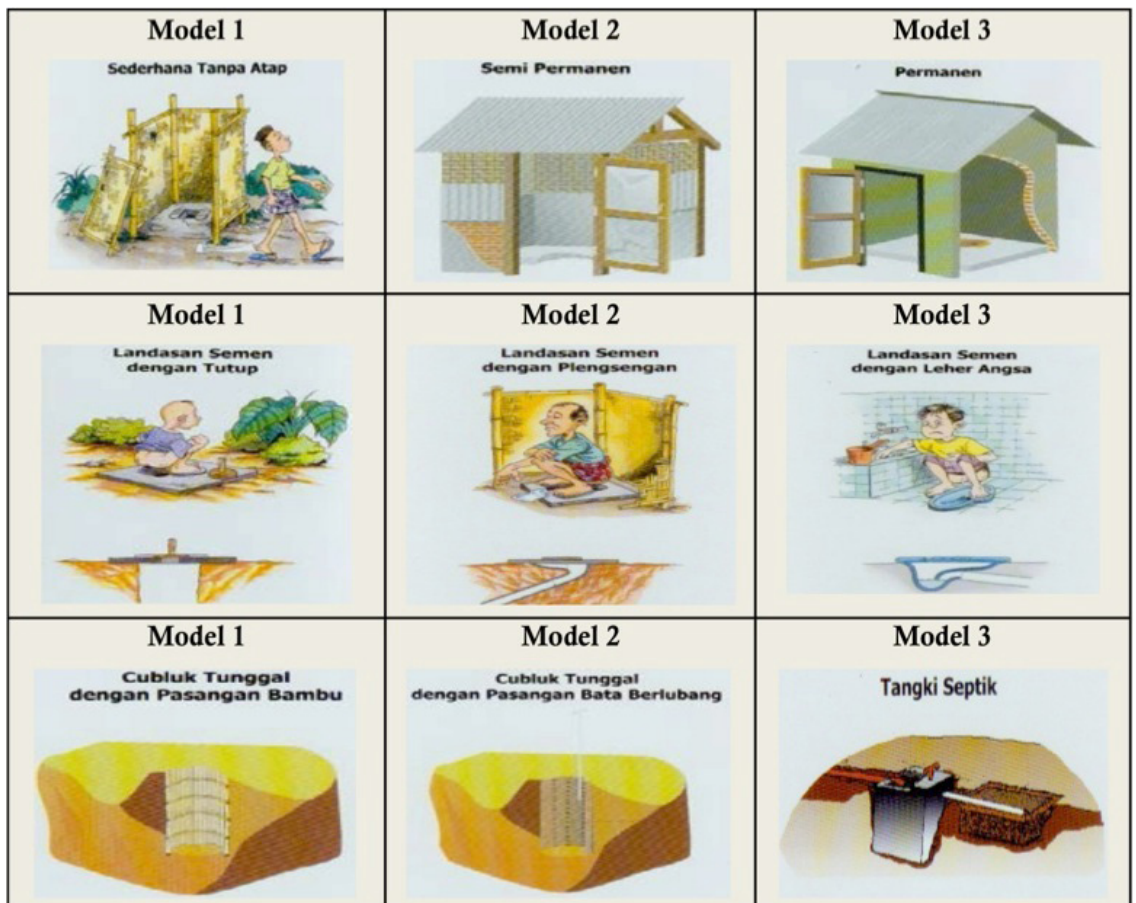 Model 1
Model 2
Model 3
Sederhana Tanpa Atap
Semi Permanen
Permanen
Model 1
Model 2
Model 3
Landasan Semen
dengan Tutup
Landasan Semen
dengan Plengsengan
Landasan Semen
dengan Leher Angsa
Model 1
Model 2
Model 3
Cubluk Tunggal
dengan Pasangan Bambu
Cubluk Tunggal
dengan Pasangan Bata Berlubang
Tangki Septik